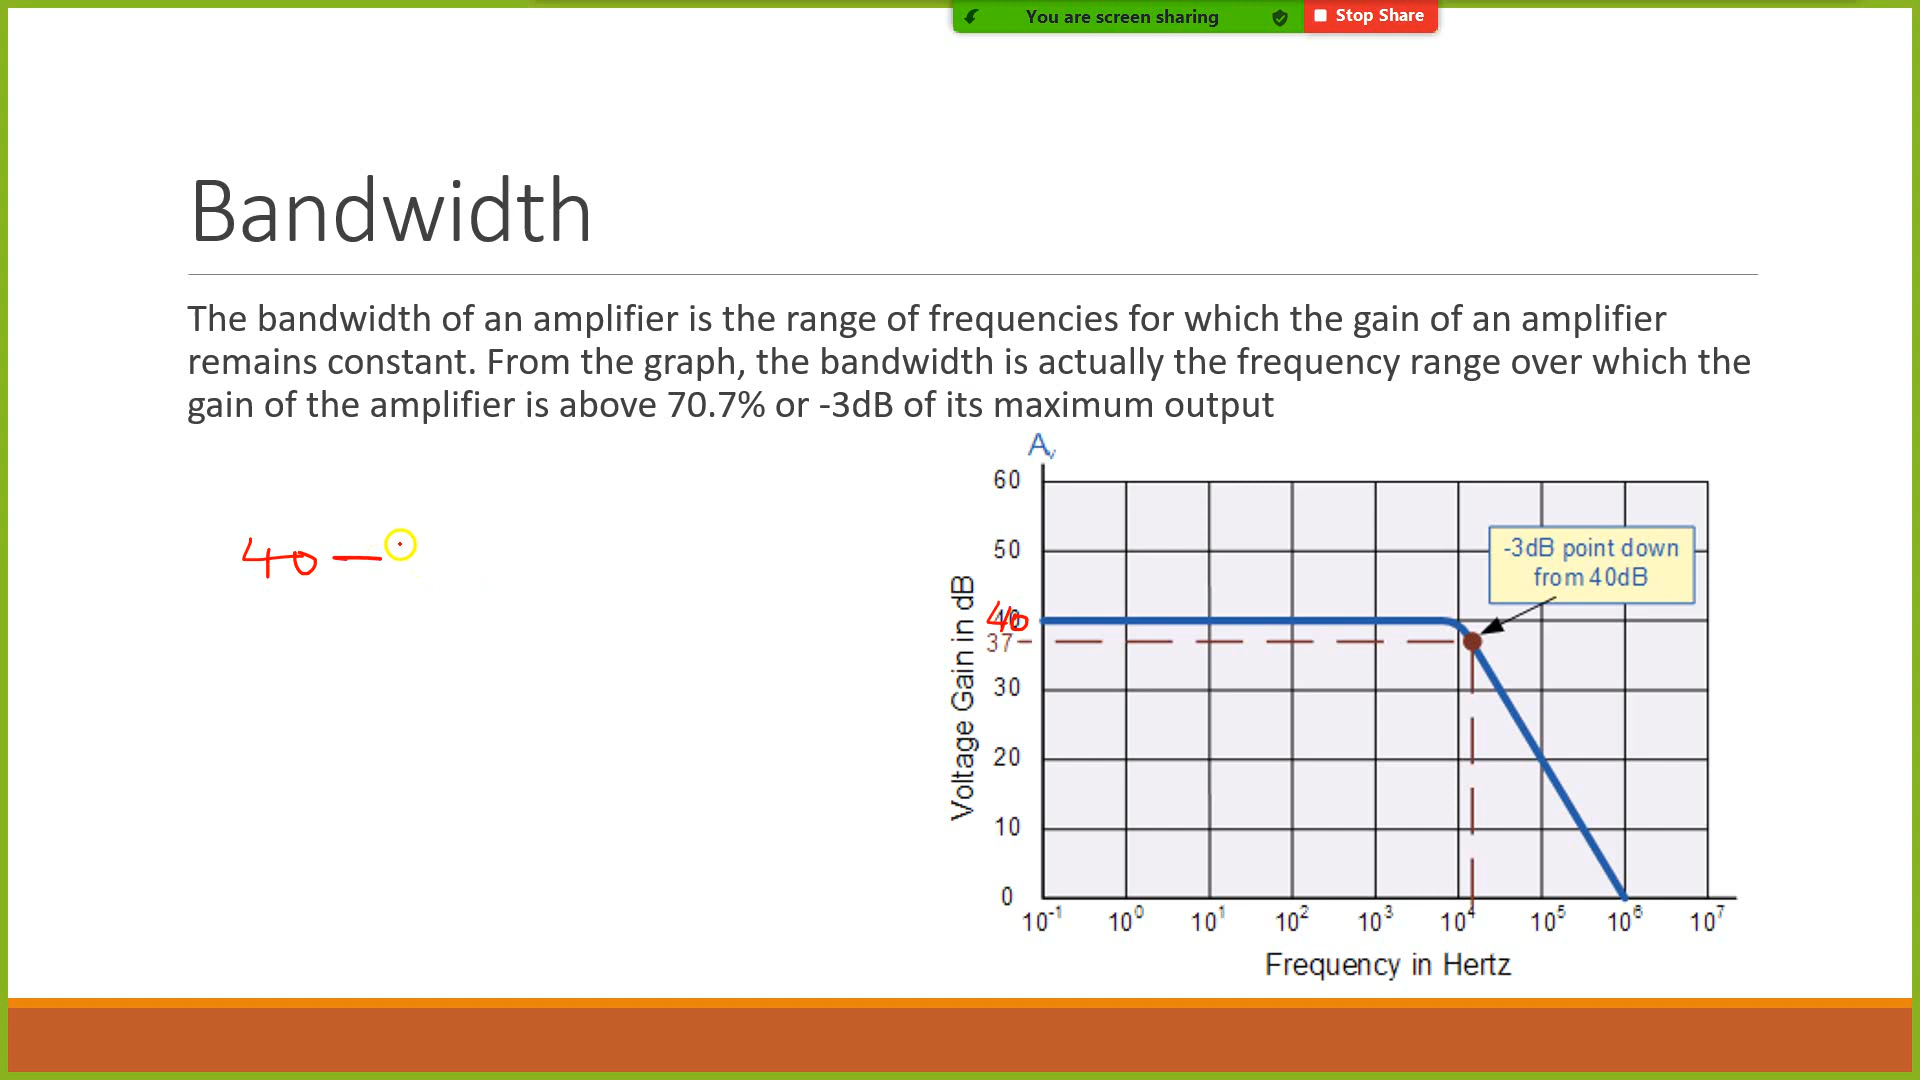 You are screen sharing
Stop Share
Bandwidth
The bandwidth of an amplifier is the range of frequencies for which the gain of an amplifier
remains constant. From the graph, the bandwidth is actually the frequency range over which the
gain of the amplifier is above 70.7% or -3dB of its maximum output
40 —
Av
60
50
40
37
30
20
10
0
Voltage Gain in dB
-3dB point down
from 40dB
10⁻¹ 10⁰ 10¹ 10² 10³ 10⁴ 10⁵ 10⁶ 10⁷
Frequency in Hertz